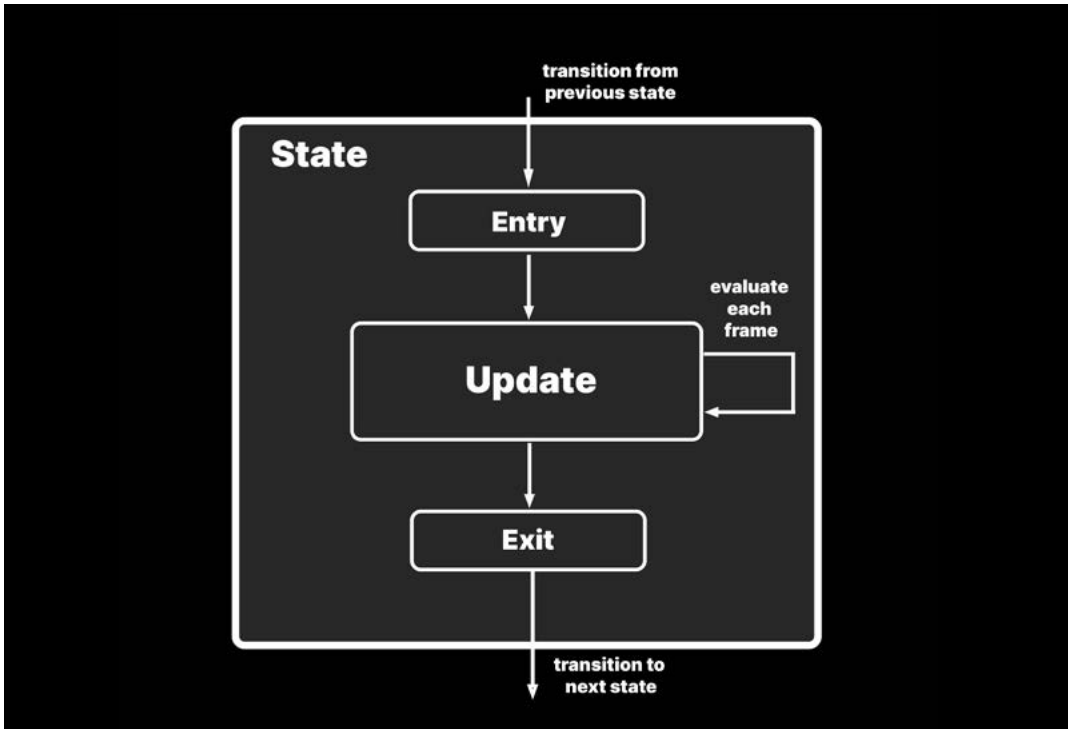 transition from
previous state
State
Entry
evaluate
each
frame
Update
Exit
transition to
next state